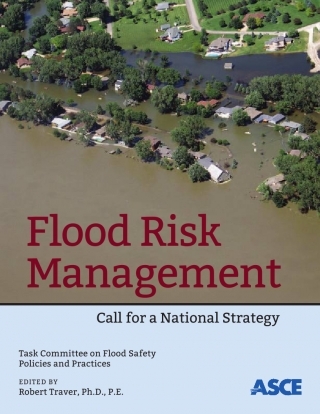 ASCE
Flood Risk
Management
Call for a National Strategy
Task Committee on Flood Safety
Policies and Practices
EDITED BY
Robert Traver, Ph.D., P.E.
ASCE